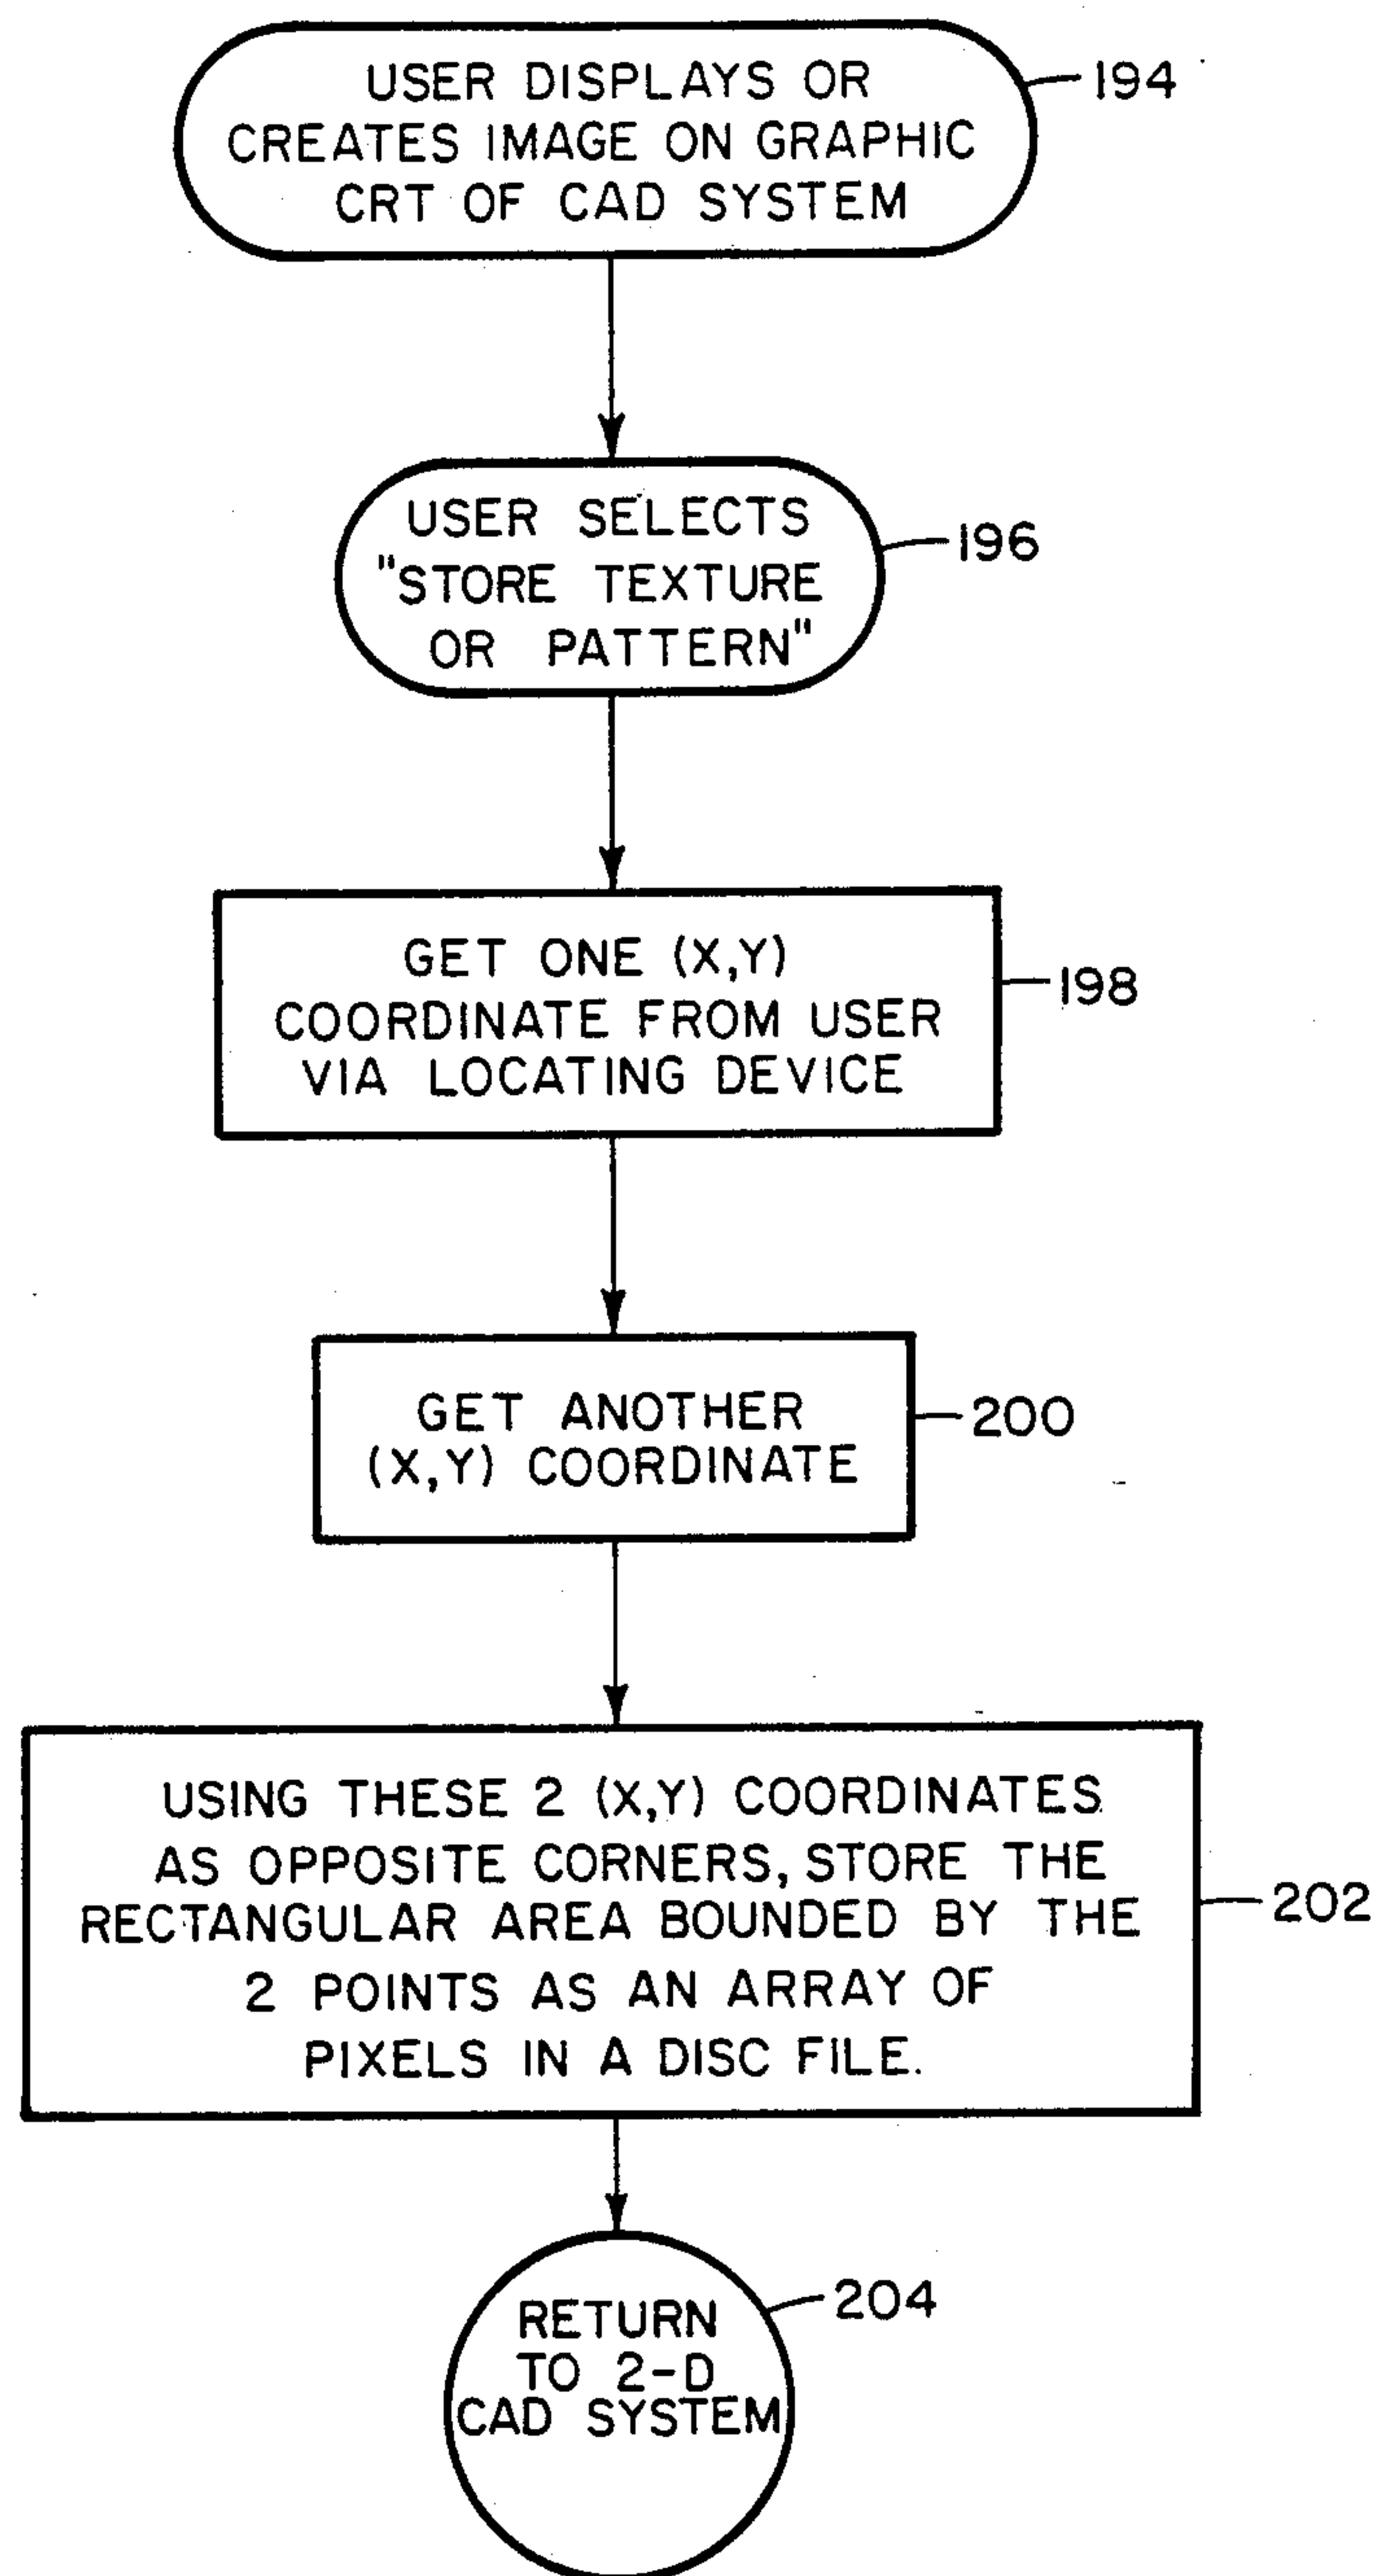 USER DISPLAYS OR
CREATES IMAGE ON GRAPHIC
CRT OF CAD SYSTEM
194
USER SELECTS
"STORE TEXTURE
OR PATTERN"
196
GET ONE (X,Y)
COORDINATE FROM USER
VIA LOCATING DEVICE
198
GET ANOTHER
(X,Y) COORDINATE
200
USING THESE 2 (X,Y) COORDINATES
AS OPPOSITE CORNERS, STORE THE
RECTANGULAR AREA BOUNDED BY THE
2 POINTS AS AN ARRAY OF
PIXELS IN A DISC FILE.
202
RETURN
TO 2-D
CAD SYSTEM
204